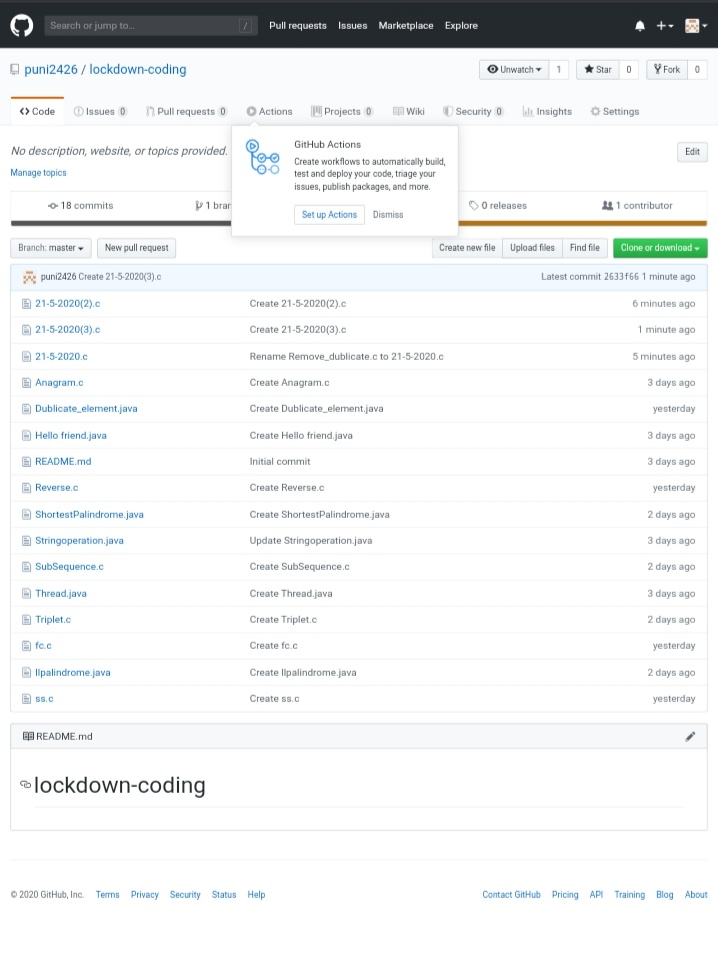 Search or jump to... / Pull requests Issues Marketplace Explore
puni2426 / lockdown-coding Unwatch 1 Star 0 Fork 0
Code Issues 0 Pull requests 0 Actions Projects 0 Wiki Security 0 Insights Settings
No description, website, or topics provided. Edit
Manage topics
GitHub Actions
Create workflows to automatically build,
test and deploy your code, triage your
issues, publish packages, and more.
Set up Actions Dismiss
18 commits 1 bran 0 releases 1 contributor
Branch: master New pull request Create new file Upload files Find file Clone or download
puni2426 Create 21-5-2020(3).c Latest commit 2633f66 1 minute ago
21-5-2020(2).c Create 21-5-2020(2).c 6 minutes ago
21-5-2020(3).c Create 21-5-2020(3).c 1 minute ago
21-5-2020.c Rename Remove_dublicate.c to 21-5-2020.c 5 minutes ago
Anagram.c Create Anagram.c 3 days ago
Dublicate_element.java Create Dublicate_element.java yesterday
Hello friend.java Create Hello friend.java 3 days ago
README.md Initial commit 3 days ago
Reverse.c Create Reverse.c yesterday
ShortestPalindrome.java Create ShortestPalindrome.java 2 days ago
Stringoperation.java Update Stringoperation.java 3 days ago
SubSequence.c Create SubSequence.c 2 days ago
Thread.java Create Thread.java 3 days ago
Triplet.c Create Triplet.c 2 days ago
fc.c Create fc.c yesterday
llpalindrome.java Create llpalindrome.java 2 days ago
ss.c Create ss.c yesterday
README.md
lockdown-coding
© 2020 GitHub, Inc. Terms Privacy Security Status Help Contact GitHub Pricing API Training Blog About